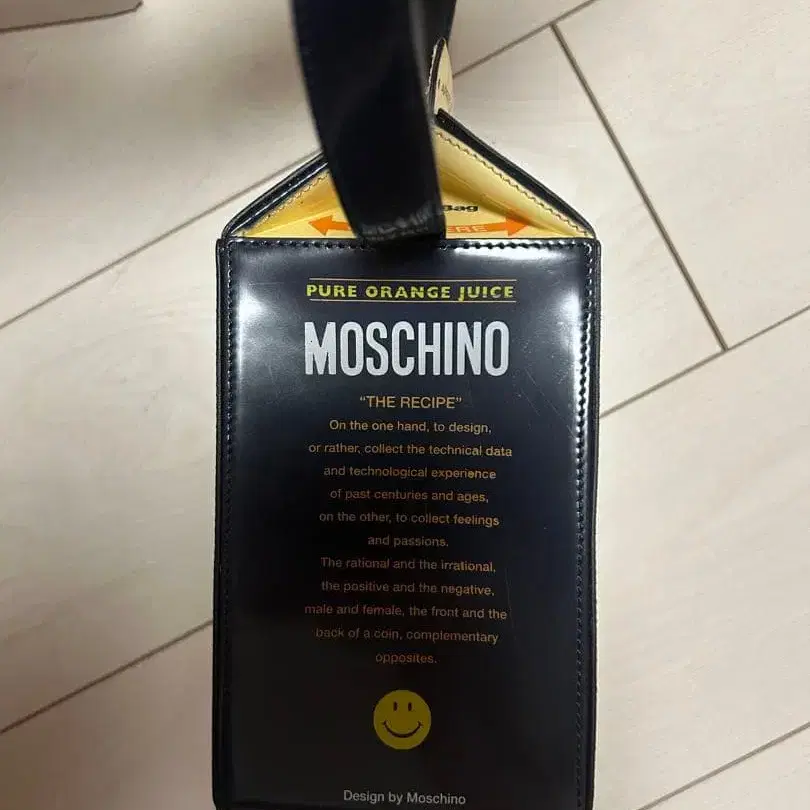 Bag
ERE
PURE ORANGE JUICE
MOSCHINO
“THE RECIPE”
On the one hand, to design,
or rather, collect the technical data
and technological experience
of past centuries and ages,
on the other, to collect feelings
and passions.
The rational and the irrational,
the positive and the negative,
male and female, the front and the
back of a coin, complementary
opposites.
Design by Moschino